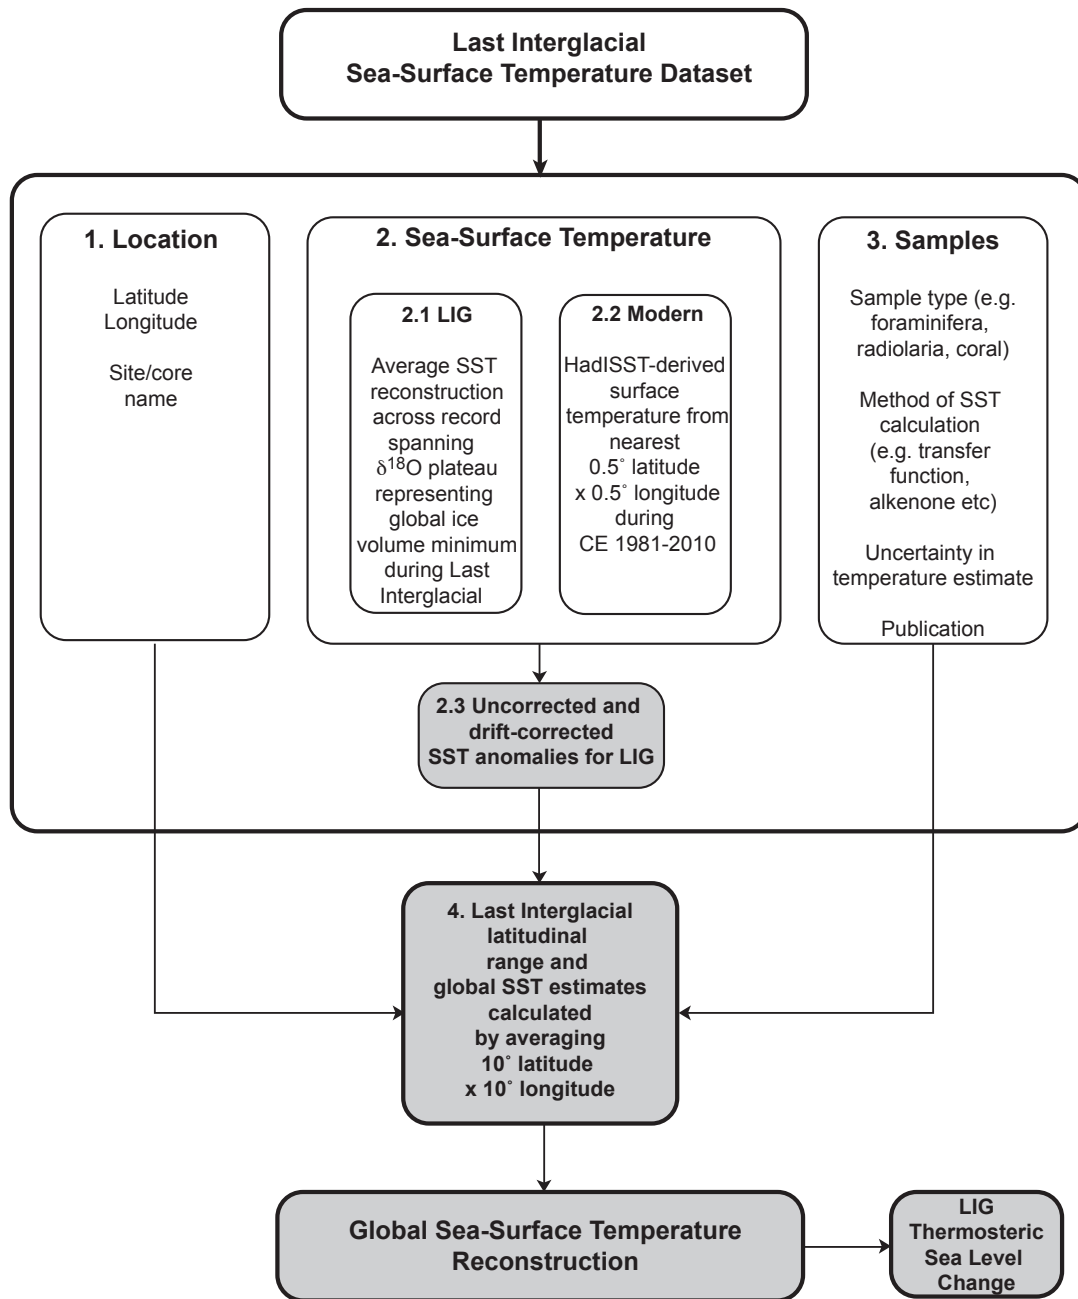 Last Interglacial
Sea-Surface Temperature Dataset
1. Location
Latitude
Longitude
Site/core
name
2. Sea-Surface Temperature
2.1 LIG
Average SST
reconstruction
across record
spanning
δ¹⁸O plateau
representing
global ice
volume minimum
during Last
Interglacial
2.2 Modern
HadISST-derived
surface
temperature from
nearest
0.5˚ latitude
x 0.5˚ longitude
during
CE 1981-2010
3. Samples
Sample type (e.g.
foraminifera,
radiolaria, coral)
Method of SST
calculation
(e.g. transfer
function,
alkenone etc)
Uncertainty in
temperature estimate
Publication
2.3 Uncorrected and
drift-corrected
SST anomalies for LIG
4. Last Interglacial
latitudinal
range and
global SST estimates
calculated
by averaging
10˚ latitude
x 10˚ longitude
Global Sea-Surface Temperature
Reconstruction
LIG
Thermosteric
Sea Level
Change